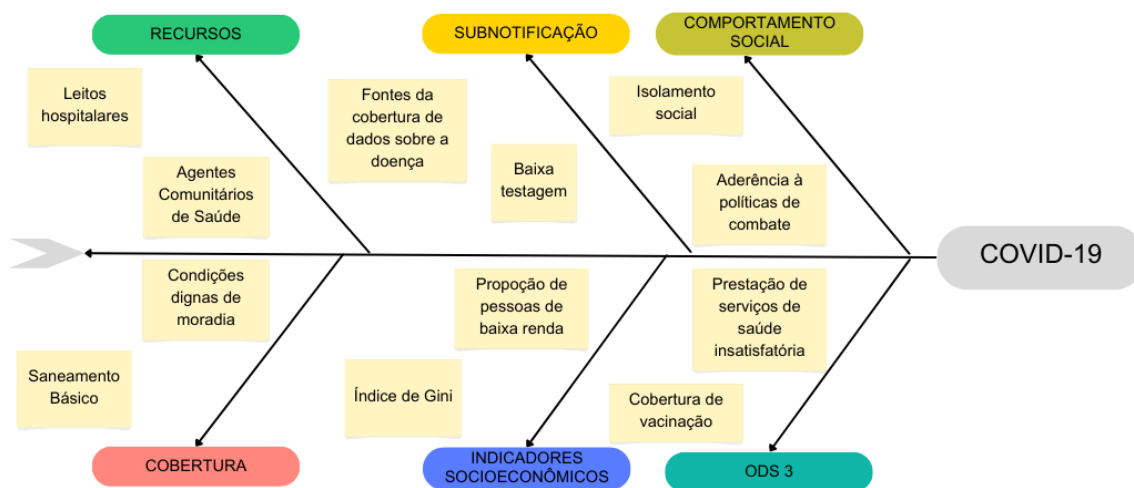 RECURSOS
SUBNOTIFICAÇÃO
COMPORTAMENTO
SOCIAL
Leitos
hospitalares
Agentes
Comunitários
de Saúde
Fontes da
cobertura de
dados sobre a
doença
Baixa
testagem
Isolamento
social
Aderência à
políticas de
combate
COVID-19
Condições
dignas de
moradia
Saneamento
Básico
Propoção de
pessoas de
baixa renda
Índice de Gini
Prestação de
serviços de
saúde
insatisfatória
Cobertura de
vacinação
COBERTURA
INDICADORES
SOCIOECONÔMICOS
ODS 3